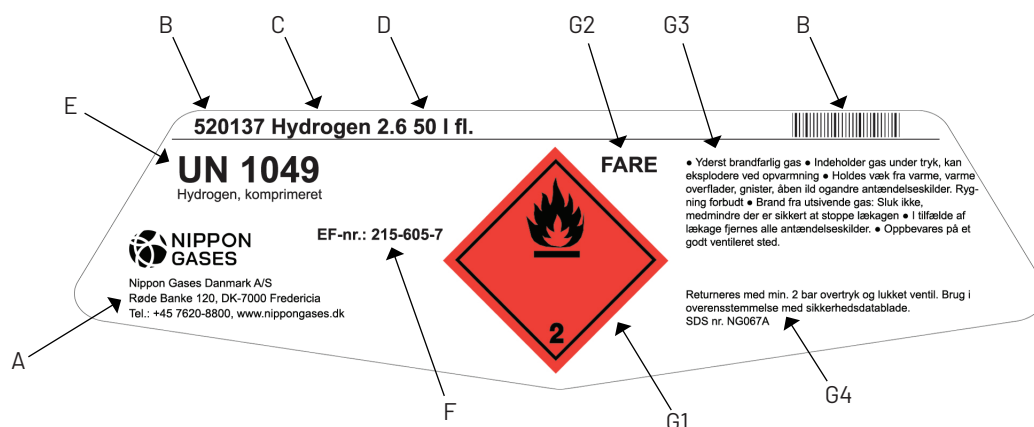 B C D G2 G3 B
E
520137 Hydrogen 2.6 50 l fl.
UN 1049
Hydrogen, komprimeret
FARE
• Yderst brandfarlig gas • Indeholder gas under tryk, kan
eksplodere ved opvarmning • Holdes væk fra varme, varme
overflader, gnister, åben ild ogandre antændelseskilder. Ryg-
ning forbudt • Brand fra utsivende gas: Sluk ikke,
medmindre der er sikkert at stoppe lækagen • I tilfælde af
lækage fjernes alle antændelseskilder. • Oppbevares på et
godt ventileret sted.
NIPPON
GASES
EF-nr.: 215-605-7
Nippon Gases Danmark A/S
Røde Banke 120, DK-7000 Fredericia
Tel.: +45 7620-8800, www.nippongases.dk
2
Returneres med min. 2 bar overtryk og lukket ventil. Brug i
overensstemmelse med sikkerhedsdatablade.
SDS nr. NG067A
A
F
G1
G4